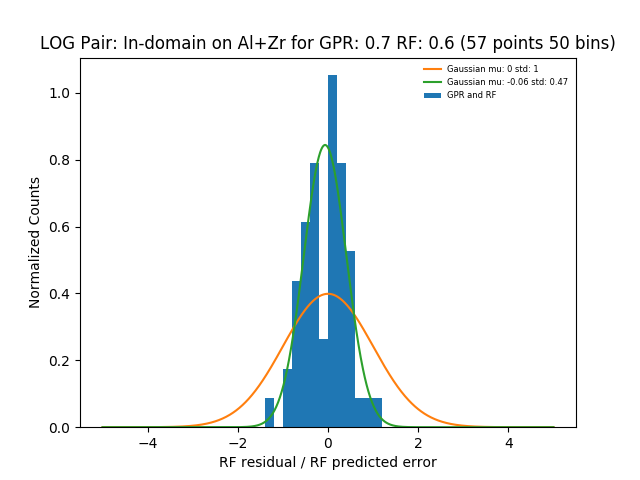 LOG Pair: In-domain on Al+Zr for GPR: 0.7 RF: 0.6 (57 points 50 bins)
Gaussian mu: 0 std: 1
Gaussian mu: -0.06 std: 0.47
GPR and RF
Normalized Counts
1.0
0.8
0.6
0.4
0.2
0.0
−4 −2 0 2 4
RF residual / RF predicted error